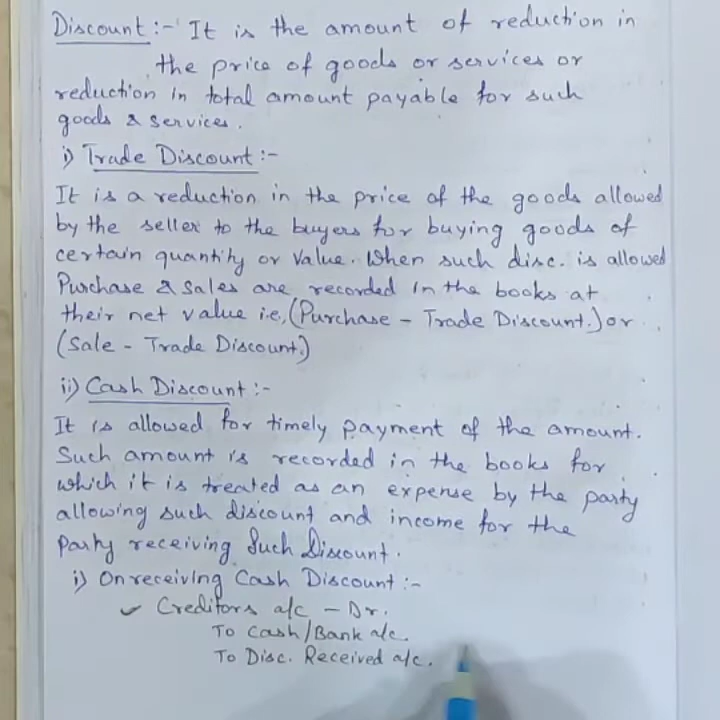 Discount :- It is the amount of reduction in
the price of goods or services or
reduction in total amount payable for such
goods & services.
i) Trade Discount :-
It is a reduction in the price of the goods allowed
by the seller to the buyers for buying goods of
certain quantity or value. When such disc. is allowed
Purchase & Sales are recorded in the books at
their net value i.e, (Purchase - Trade Discount.) or
(Sale - Trade Discount.)
ii) Cash Discount :-
It is allowed for timely payment of the amount.
Such amount is recorded in the books for
which it is treated as an expense by the party
allowing such discount and income for the
Party receiving Such Discount.
i) On receiving Cash Discount :-
Creditors a/c - Dr.
To Cash/Bank a/c.
To Disc. Received a/c.